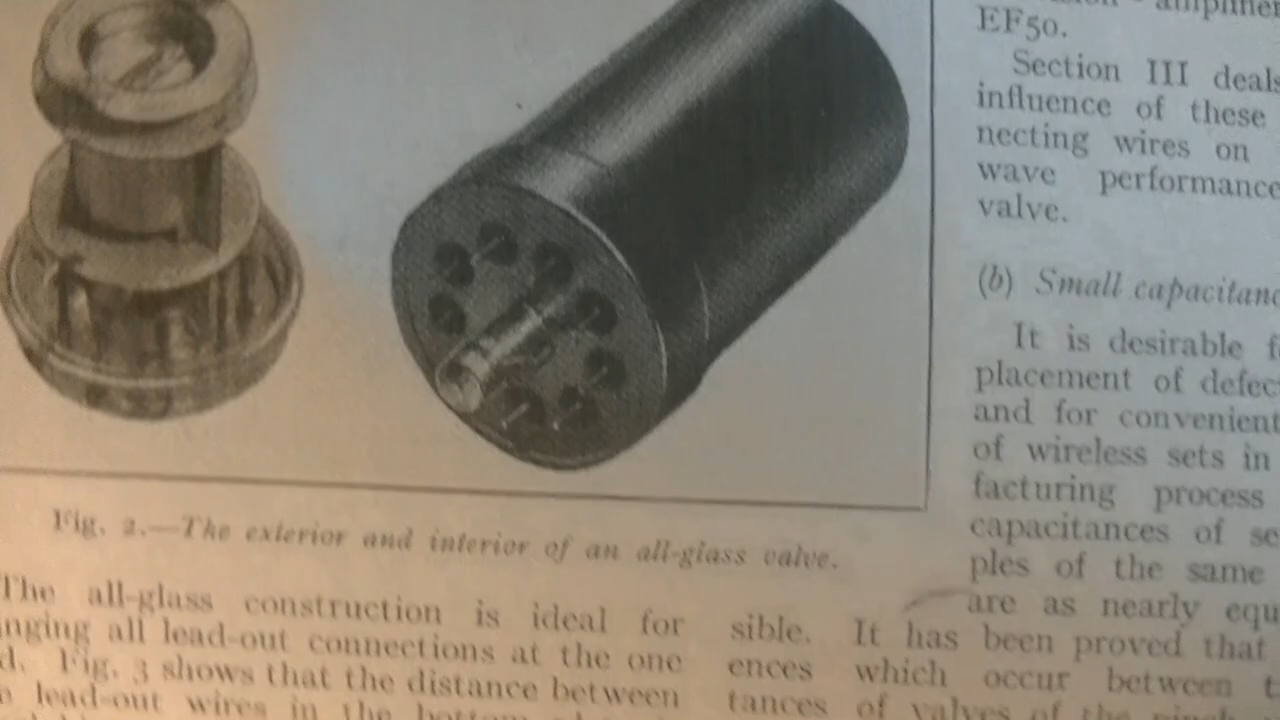 EF50.
Section III deals
influence of these
necting wires on
wave performance
valve.
(b) Small capacitanc
It is desirable f
placement of defec
and for convenient
of wireless sets in
facturing process
capacitances of se
ples of the same
are as nearly equ
Fig. 2.—The exterior and interior of an all-glass valve.
The all-glass construction is ideal for
anging all lead-out connections at the one
d. Fig. 3 shows that the distance between
lead-out wires in the bottom
sible. It has been proved that
ences which occur between
tances of valves of the